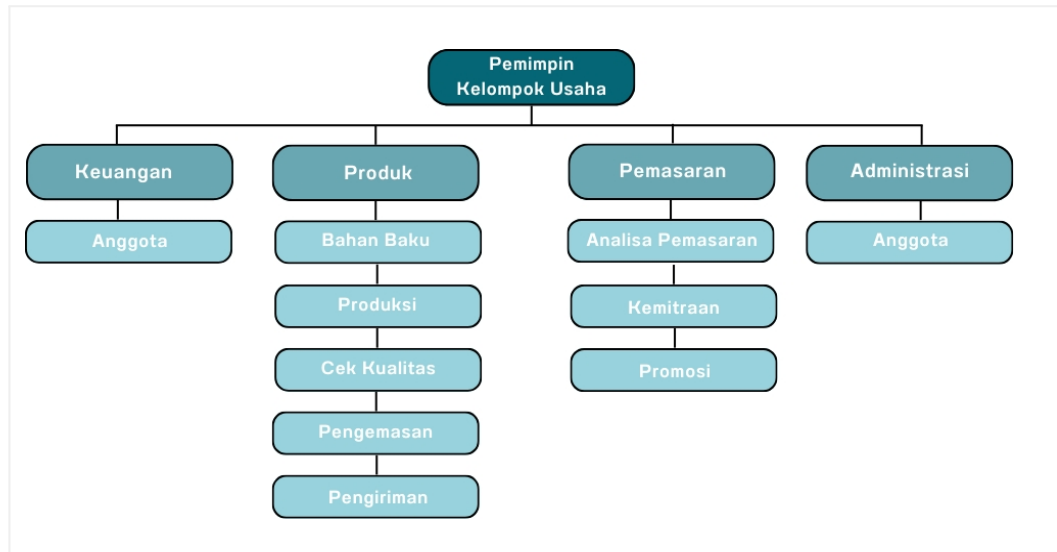 Pemimpin
Kelompok Usaha
Keuangan
Produk
Pemasaran
Administrasi
Anggota
Bahan Baku
Analisa Pemasaran
Anggota
Produksi
Kemitraan
Cek Kualitas
Promosi
Pengemasan
Pengiriman